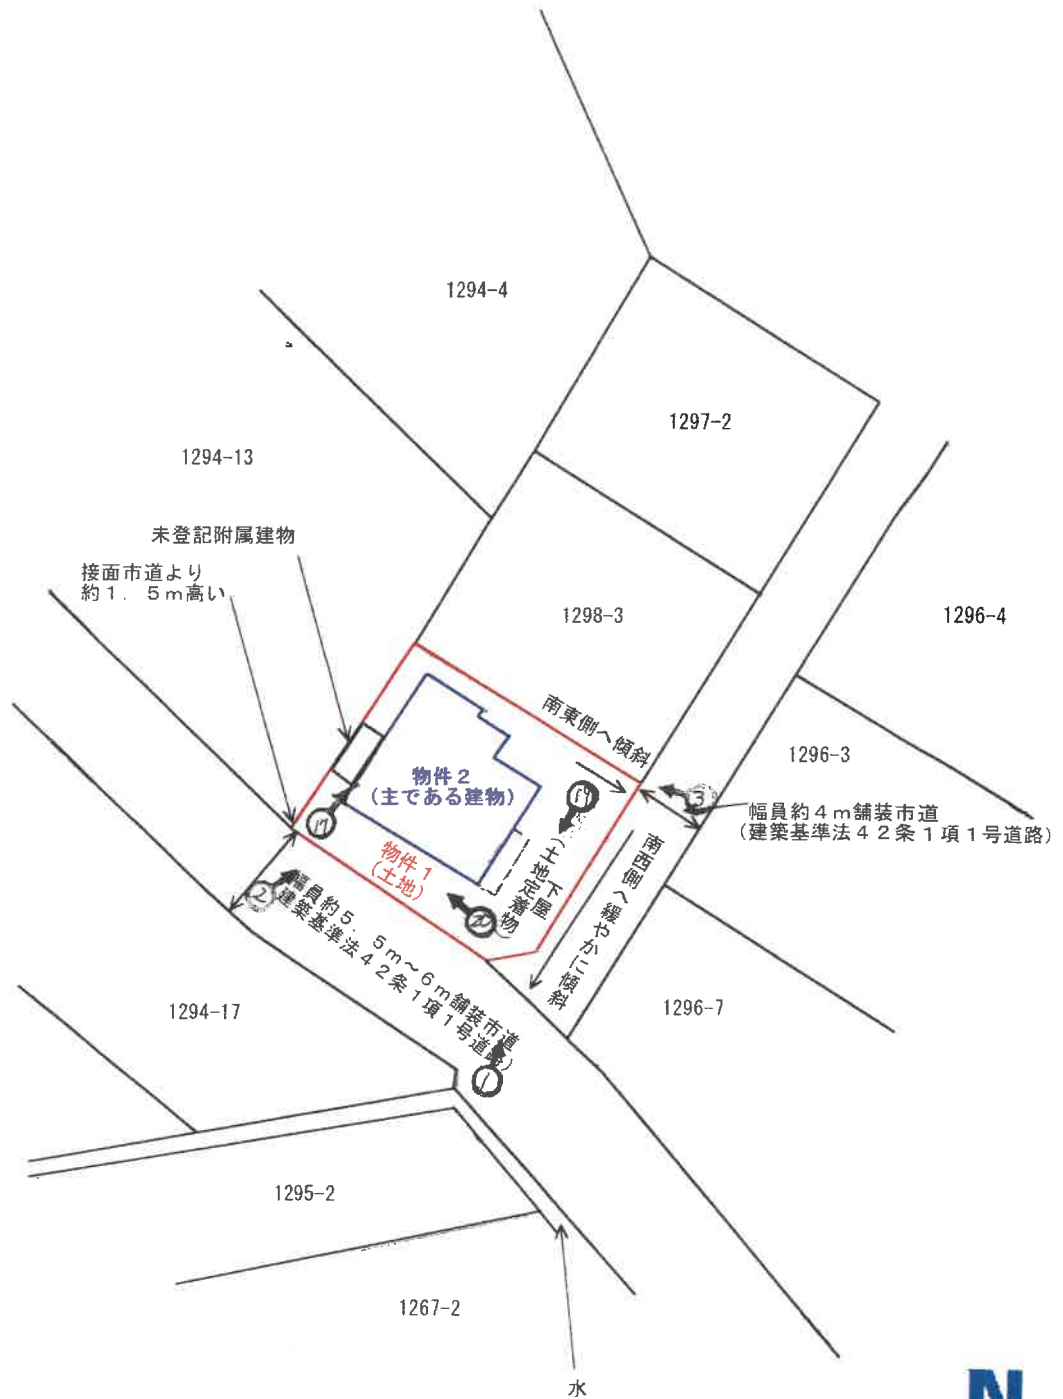 1294-4
1297-2
1294-13
未登記附属建物
接面市道より
約1．5m高い
1298-3
1296-4
南東側へ傾斜
1296-3
物件2
(主である建物)
19
3
幅員約4m舗装市道
(建築基準法42条1項1号道路)
17
物件1
(土地)
下屋
(土地定着物)
南西側へ緩やかに傾斜
2
20
幅員約5．5m～6m舗装市道
建築基準法42条1項1号道路)
1294-17
1296-7
1
1295-2
1267-2
水
N